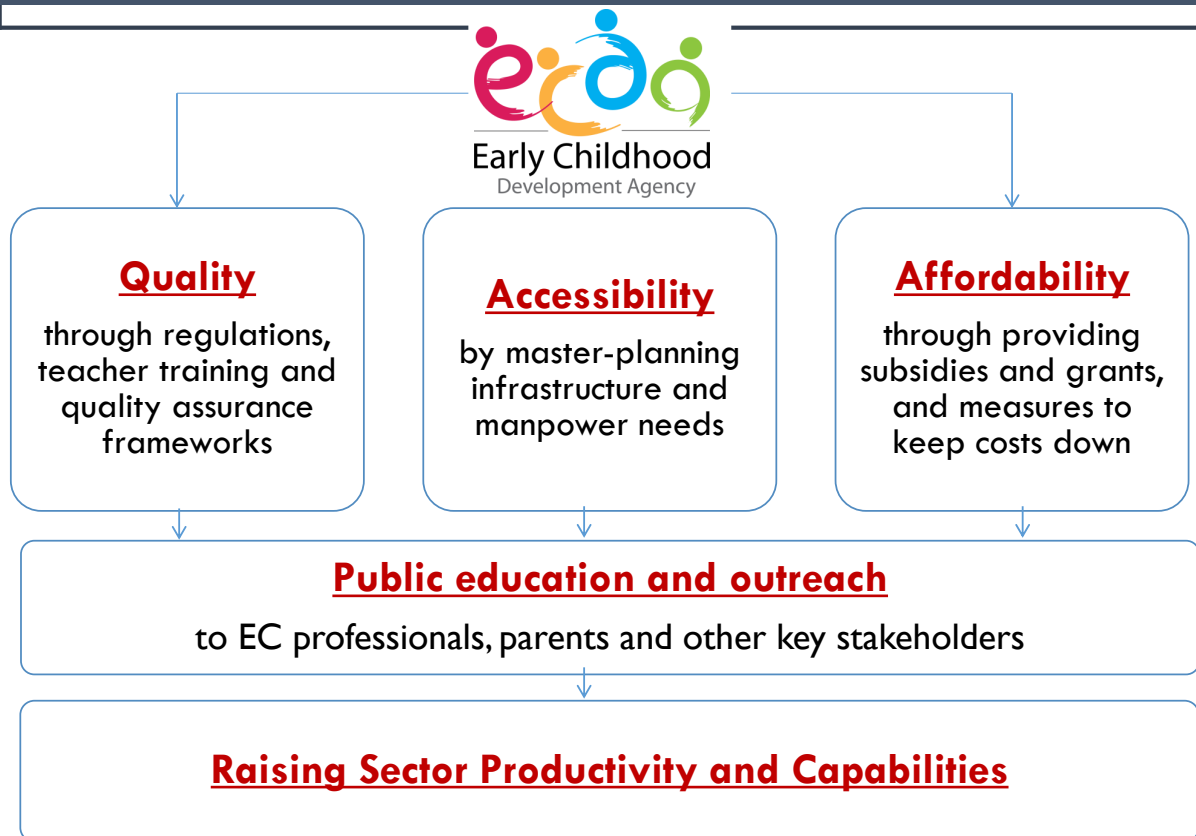 ecda
Early Childhood
Development Agency
Quality
through regulations,
teacher training and
quality assurance
frameworks
Accessibility
by master-planning
infrastructure and
manpower needs
Affordability
through providing
subsidies and grants,
and measures to
keep costs down
Public education and outreach
to EC professionals, parents and other key stakeholders
Raising Sector Productivity and Capabilities